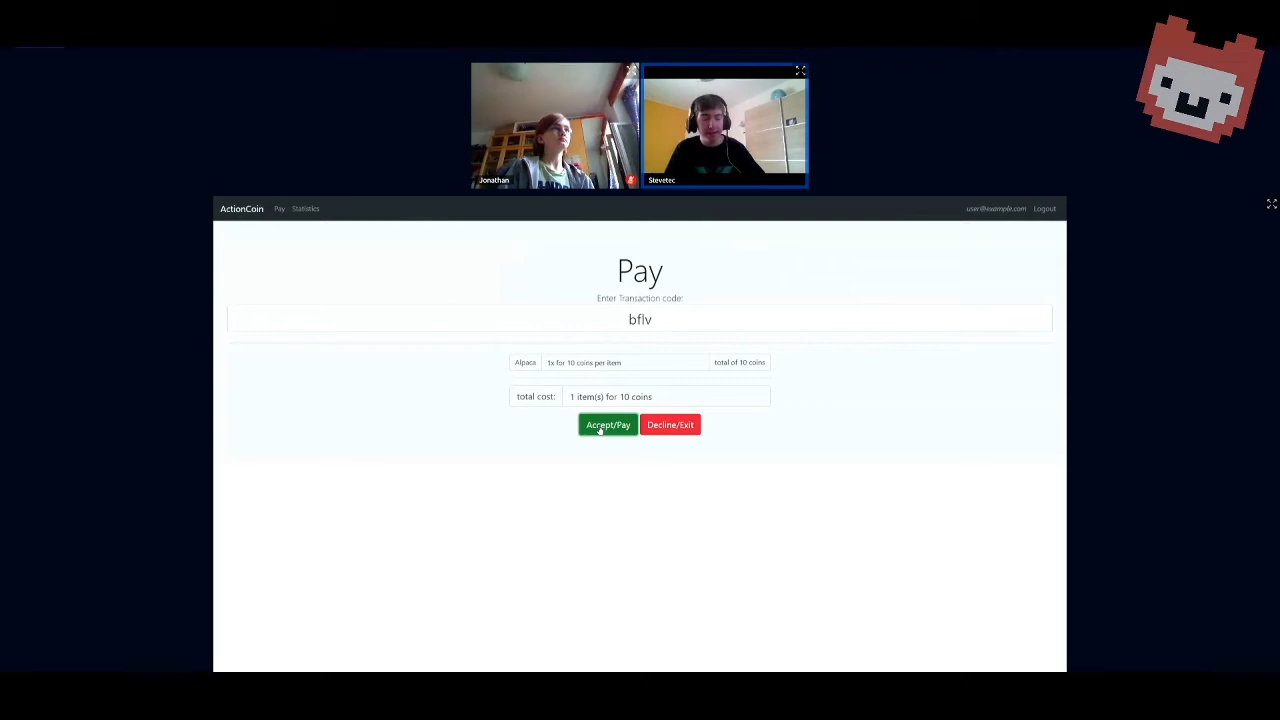 Jonathan
Stevetec
ActionCoin Pay Statistics user@example.com Logout
Pay
Enter Transaction code:
bflv
Alpaca 1x for 10 coins per item total of 10 coins
total cost: 1 item(s) for 10 coins
Accept/Pay Decline/Exit